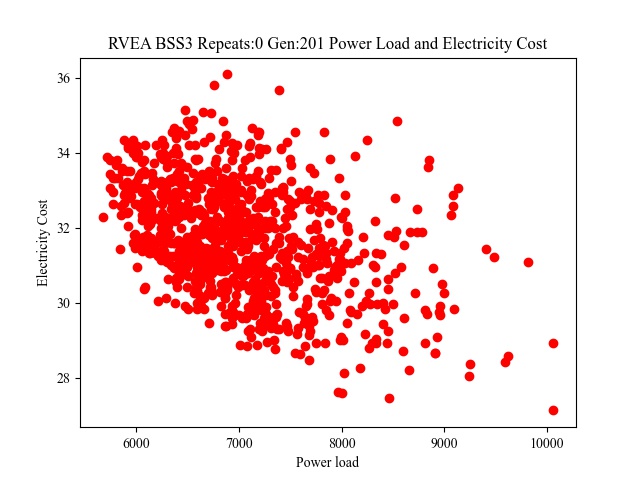 RVEA BSS3 Repeats:0 Gen:201 Power Load and Electricity Cost
36
34
32
30
28
Electricity Cost
6000 7000 8000 9000 10000
Power load